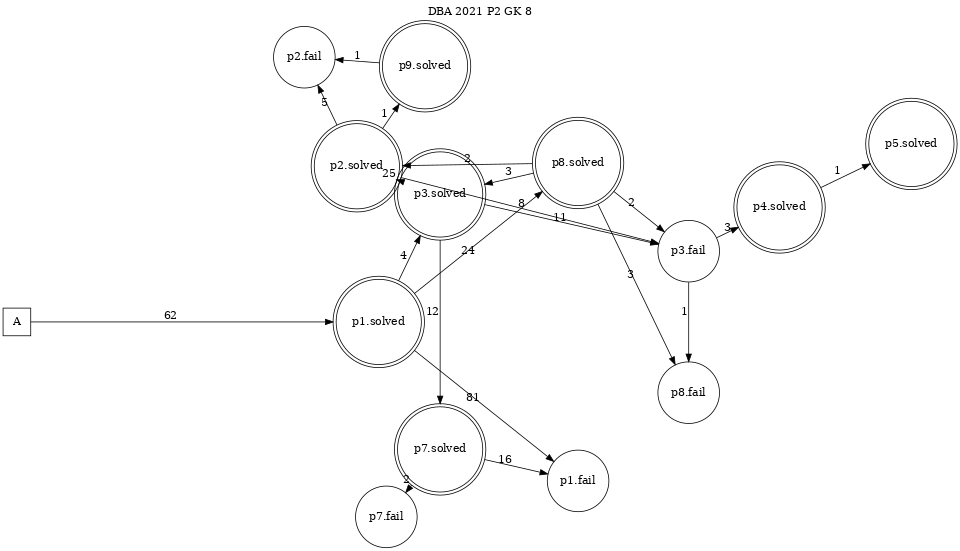 DBA 2021 P2 GK 8
p2.fail
1
p9.solved
5
1
p2.solved
25
p3.solved
2
3
p8.solved
2
8
11
p5.solved
1
p4.solved
3
p3.fail
4
24
3
1
A
62
p1.solved
12
p8.fail
81
p7.solved
16
p1.fail
2
p7.fail